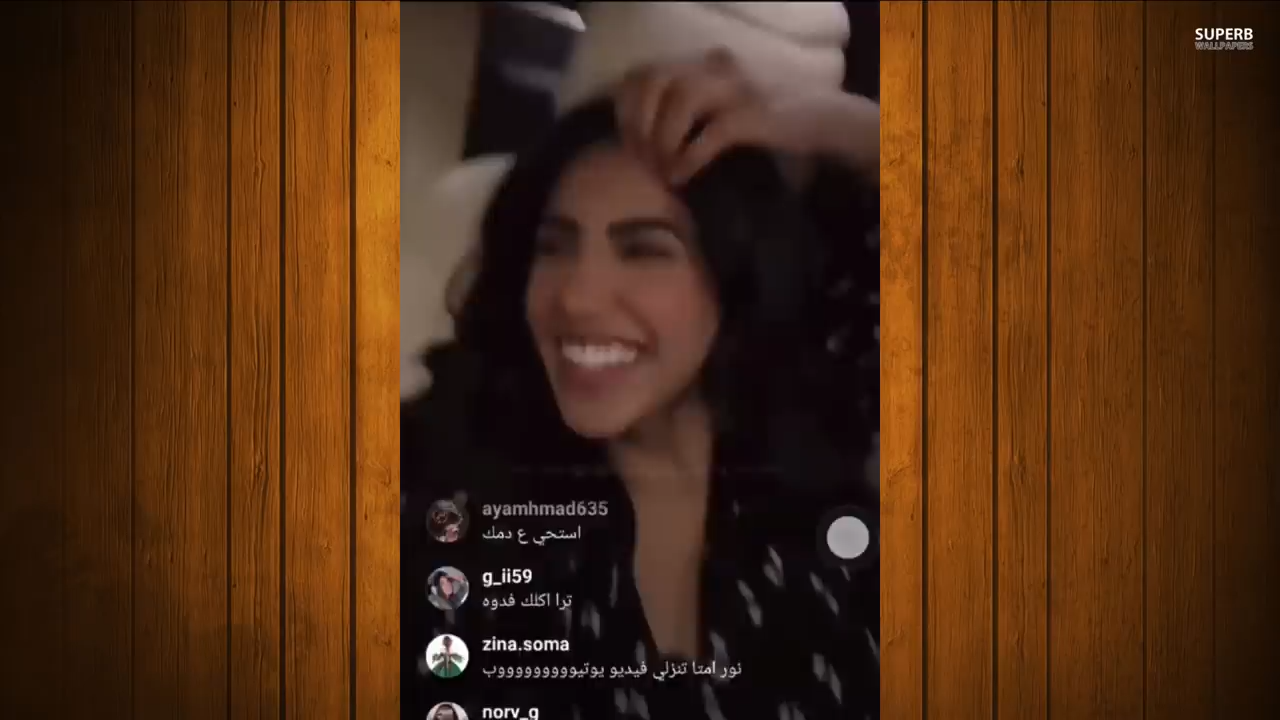 SUPERB
WALLPAPERS
ayamhmad635
استحي ع دمك
g_ii59
ترا اكلك فدوه
zina.soma
نور امتا تنزلي فيديو يوتيوووووووووب
norv_g